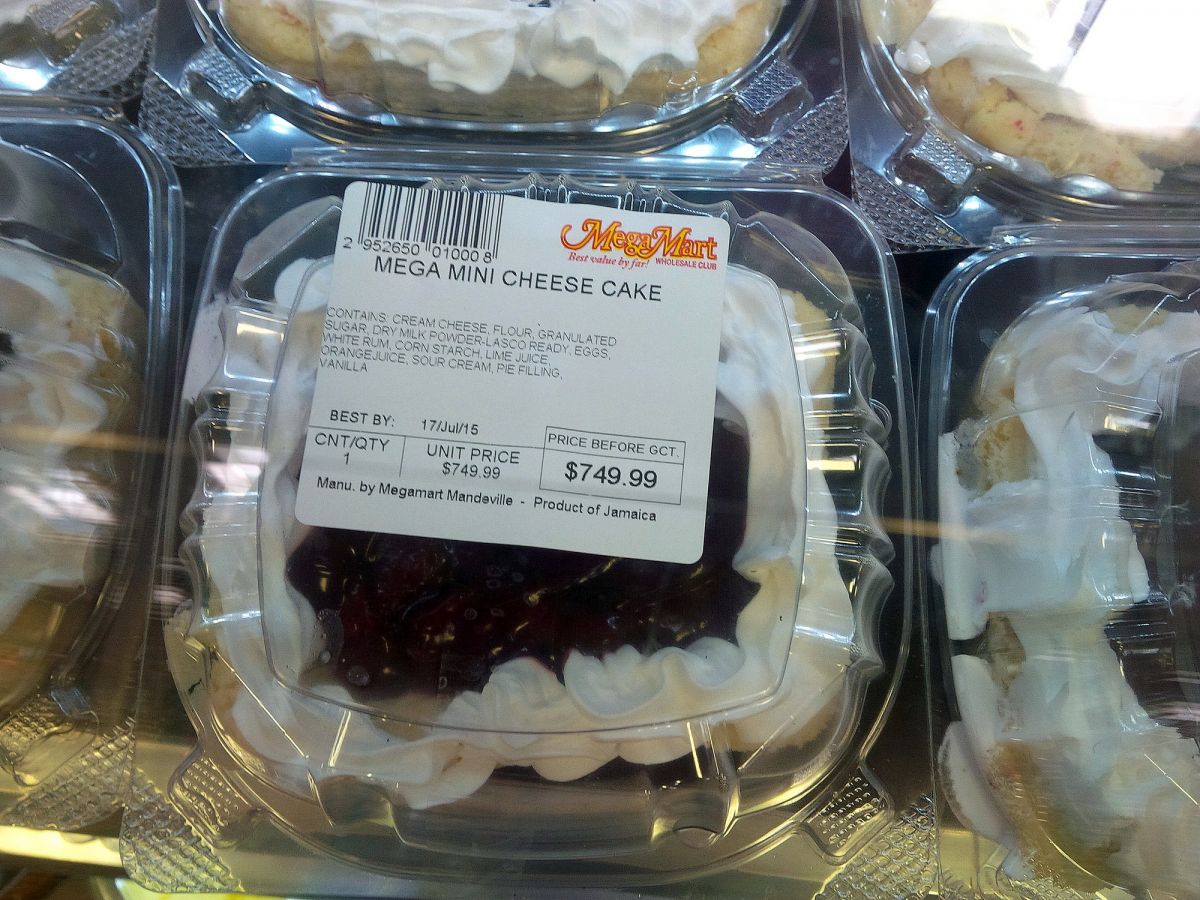 MegaMart
Best value by far! WHOLESALE CLUB
2 952650 010008
MEGA MINI CHEESE CAKE
CONTAINS: CREAM CHEESE, FLOUR, GRANULATED
SUGAR, DRY MILK POWDER-LASCO READY, EGGS,
WHITE RUM, CORN STARCH, LIME JUICE,
ORANGEJUICE, SOUR CREAM, PIE FILLING,
VANILLA
BEST BY: 17/Jul/15
CNT/QTY UNIT PRICE PRICE BEFORE GCT.
1 $749.99 $749.99
Manu. by Megamart Mandeville - Product of Jamaica